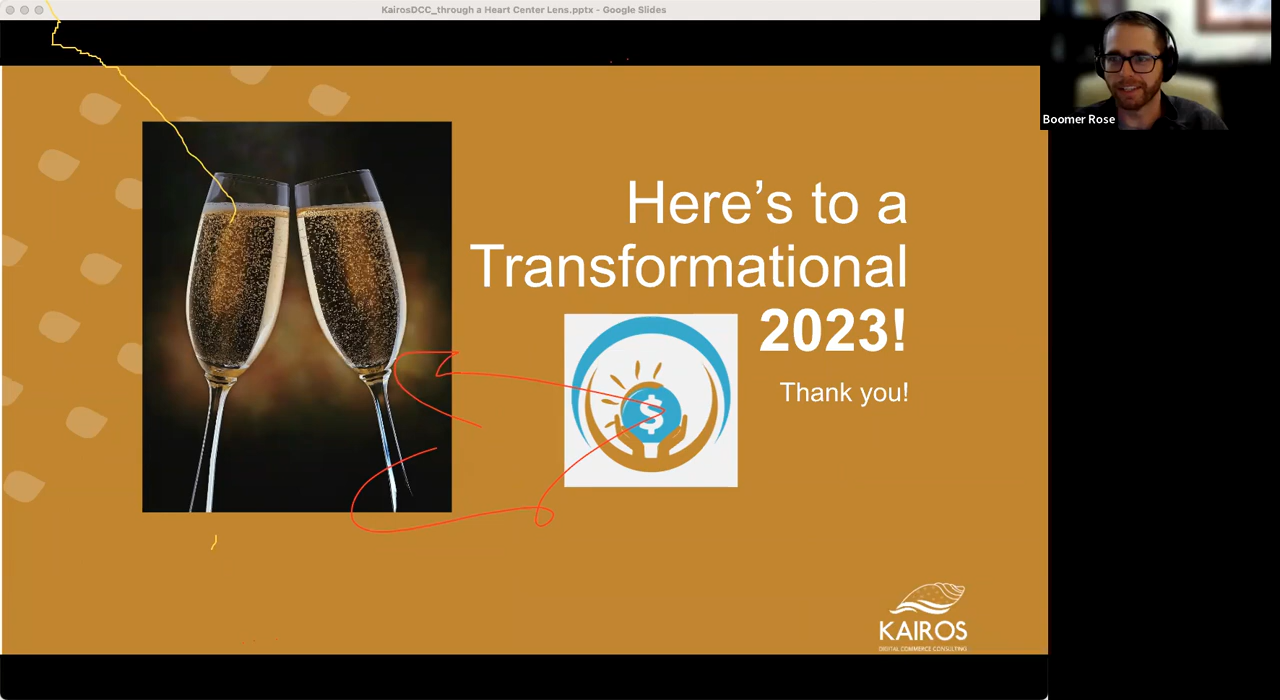 KairosDCC_through a Heart Center Lens.pptx - Google Slides
Boomer Rose
Here’s to a
Transformational
2023!
$
Thank you!
KAIROS
DIGITAL COMMERCE CONSULTING